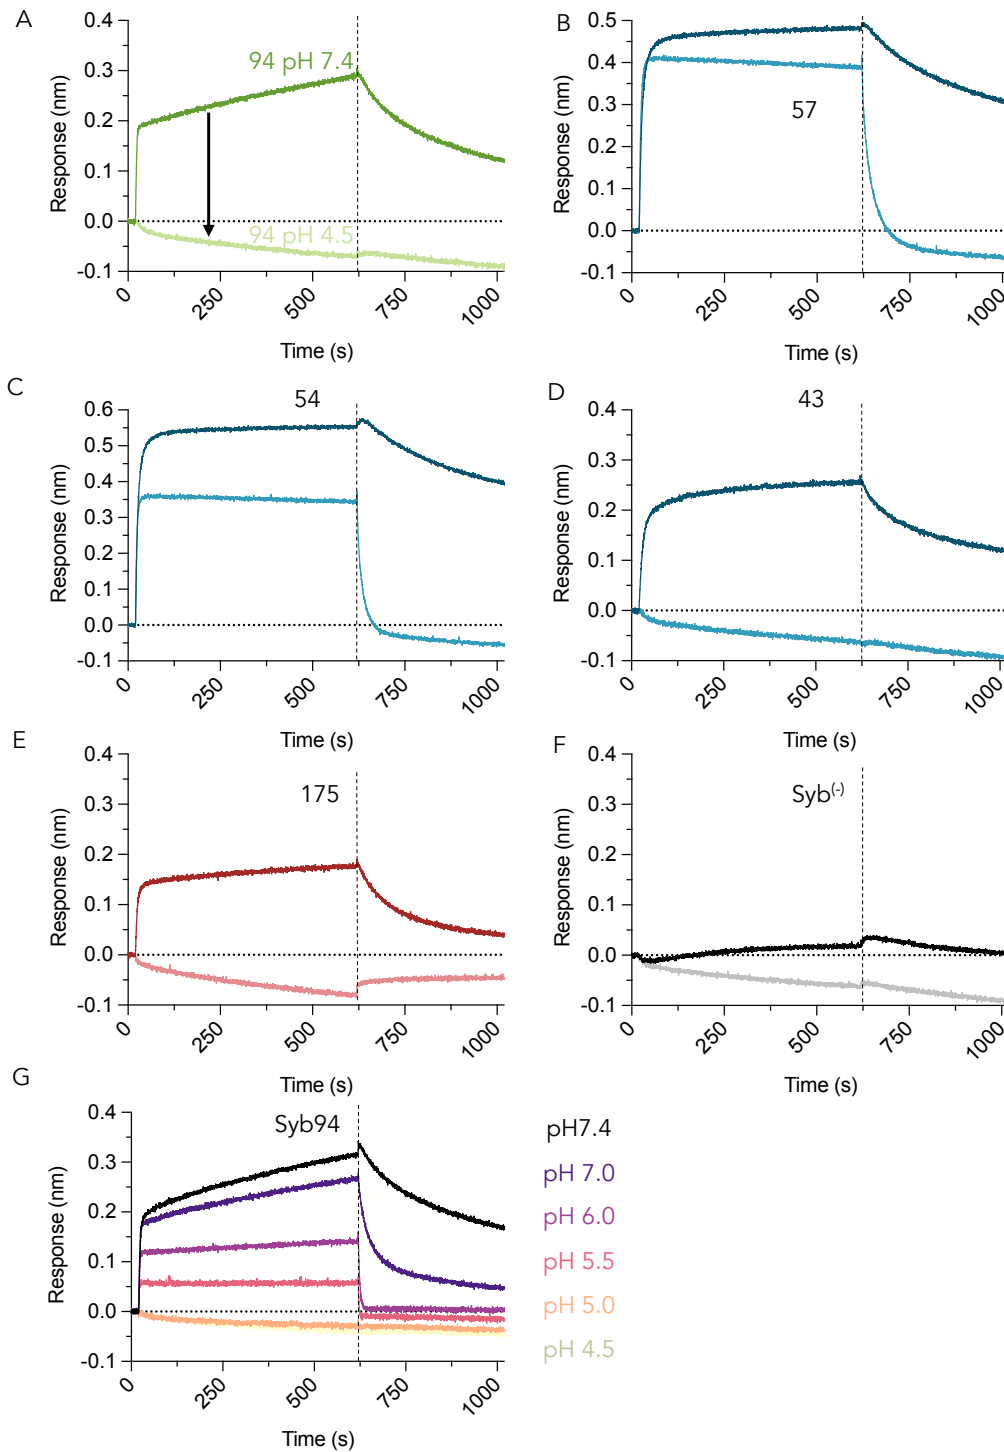 A
0.4
0.3
0.2
0.1
0.0
-0.1
Response (nm)
94 pH 7.4
94 pH 4.5
0
250
500
750
1000
Time (s)
B
0.5
0.4
0.3
0.2
0.1
0.0
-0.1
Response (nm)
57
0
250
500
750
1000
Time (s)
C
54
0.6
0.5
0.4
0.3
0.2
0.1
0.0
-0.1
Response (nm)
0
250
500
750
1000
Time (s)
D
43
0.4
0.3
0.2
0.1
0.0
-0.1
Response (nm)
0
250
500
750
1000
Time (s)
E
175
0.4
0.3
0.2
0.1
0.0
-0.1
Response (nm)
0
250
500
750
1000
Time (s)
F
Syb(-)
0.4
0.3
0.2
0.1
0.0
-0.1
Response (nm)
0
250
500
750
1000
Time (s)
G
Syb94
0.4
0.3
0.2
0.1
0.0
-0.1
Response (nm)
0
250
500
750
1000
Time (s)
pH7.4
pH 7.0
pH 6.0
pH 5.5
pH 5.0
pH 4.5